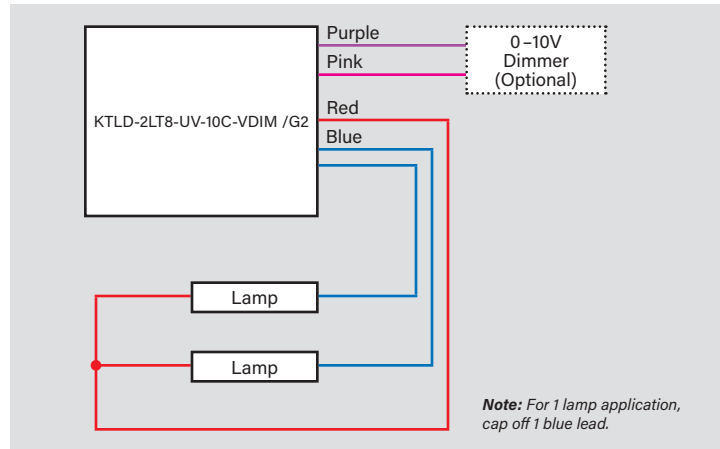 Purple
Pink
0–10V
Dimmer
(Optional)
KTLD-2LT8-UV-10C-VDIM /G2
Red
Blue
Lamp
Lamp
Note: For 1 lamp application,
cap off 1 blue lead.